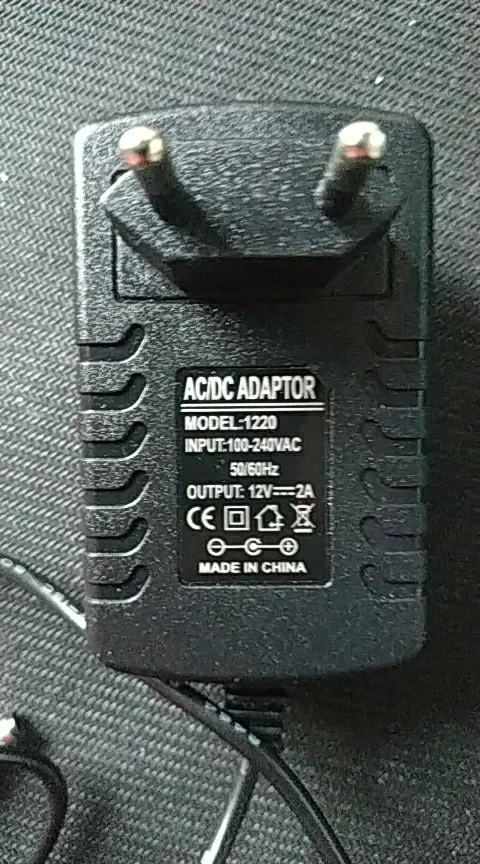 AC/DC ADAPTOR
MODEL:1220
INPUT:100-240VAC
50/60Hz
OUTPUT: 12V⎓2A
CE
MADE IN CHINA